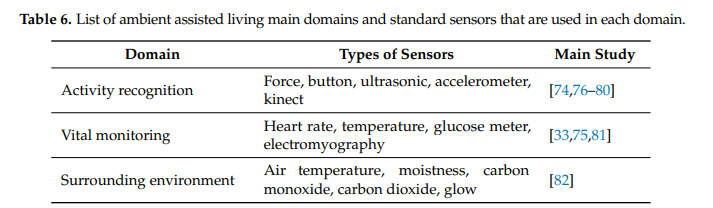 Table 6. List of ambient assisted living main domains and standard sensors that are used in each domain.
Domain Types of Sensors Main Study
Activity recognition Force, button, ultrasonic, accelerometer, kinect [74,76–80]
Vital monitoring Heart rate, temperature, glucose meter, electromyography [33,75,81]
Surrounding environment Air temperature, moistness, carbon monoxide, carbon dioxide, glow [82]